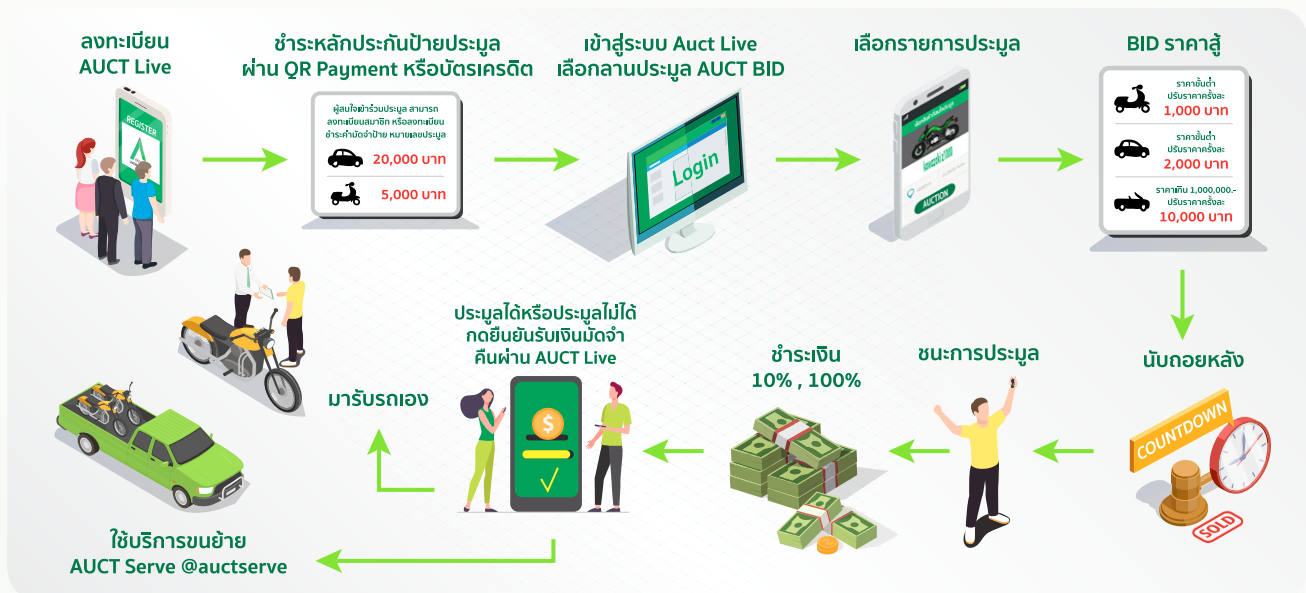 ลงทะเบียน
AUCT Live
REGISTER
ชำระหลักประกันป้ายประมูล
ผ่าน QR Payment หรือบัตรเครดิต
ผู้สนใจเข้าร่วมประมูล สามารถ
ลงทะเบียนสมาชิก หรือลงทะเบียน
ชำระค่ามัดจำป้าย หมายเลขประมูล
20,000 บาท
5,000 บาท
เข้าสู่ระบบ Auct Live
เลือกลานประมูล AUCT BID
Login
เลือกรายการประมูล
AUCTION
BID ราคาสู้
ราคาขั้นต่ำ
ปรับราคาครั้งละ
1,000 บาท
ราคาขั้นต่ำ
ปรับราคาครั้งละ
2,000 บาท
ราคาเกิน 1,000,000.-
ปรับราคาครั้งละ
10,000 บาท
นับถอยหลัง
COUNTDOWN
SOLD
ชนะการประมูล
ชำระเงิน
10% , 100%
ประมูลได้หรือประมูลไม่ได้
กดยืนยันรับเงินมัดจำ
คืนผ่าน AUCT Live
$
มารับรถเอง
ใช้บริการขนย้าย
AUCT Serve @auctserve